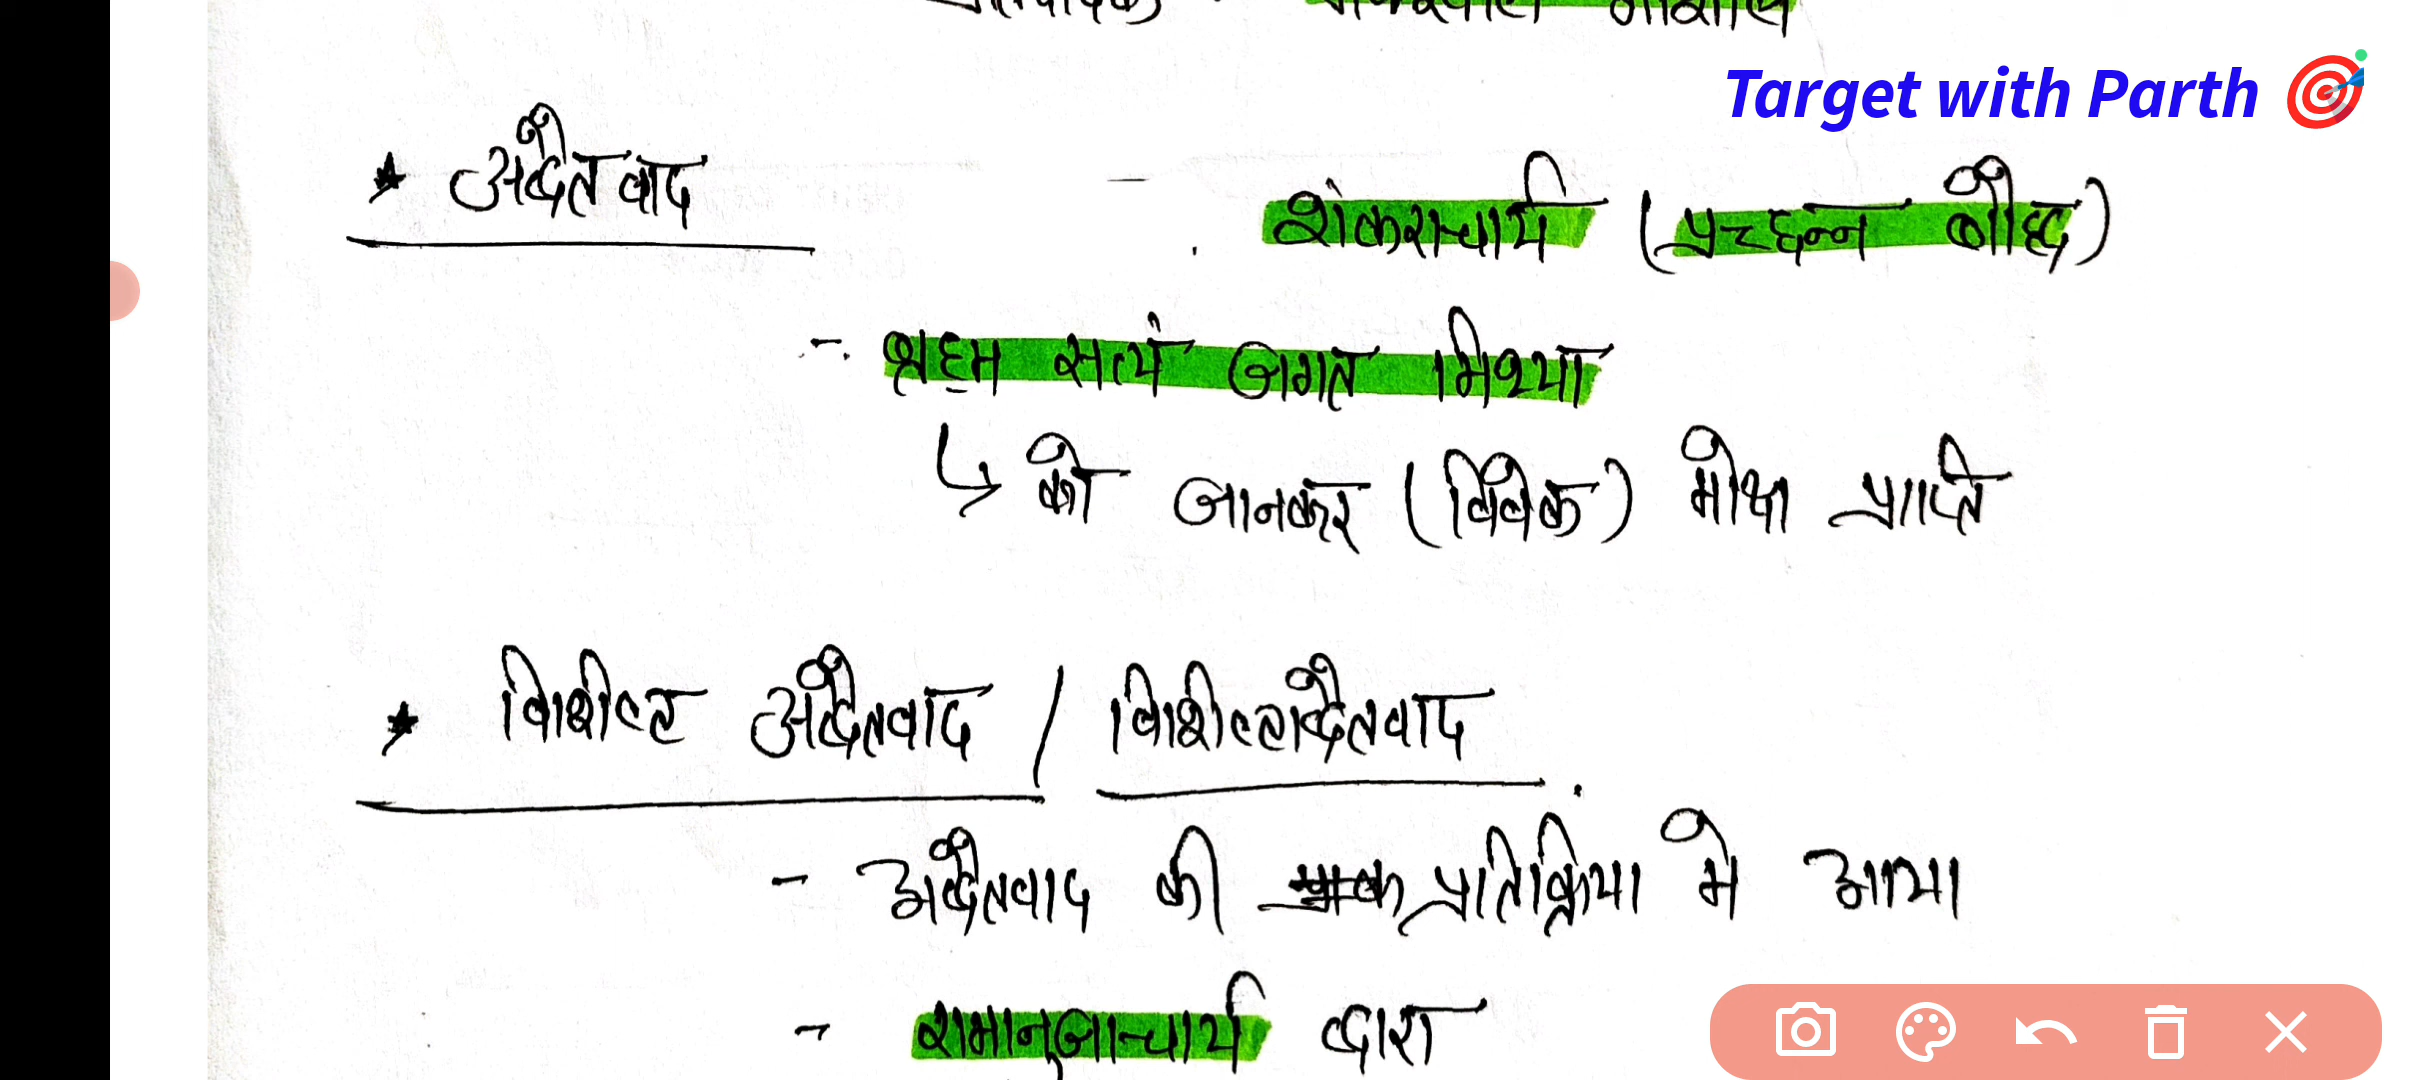 Target with Parth
* अद्वैतवाद - शंकराचार्य (प्रच्छन्न बौद्ध)
- ब्रह्म सत्यं जगत मिथ्या
↳ को जानकर (विवेक) मोक्ष प्राप्ति
* विशिष्ट अद्वैतवाद / विशिष्टाद्वैतवाद
- अद्वैतवाद की प्रतिक्रिया मे आया
- रामानुजाचार्य द्वारा